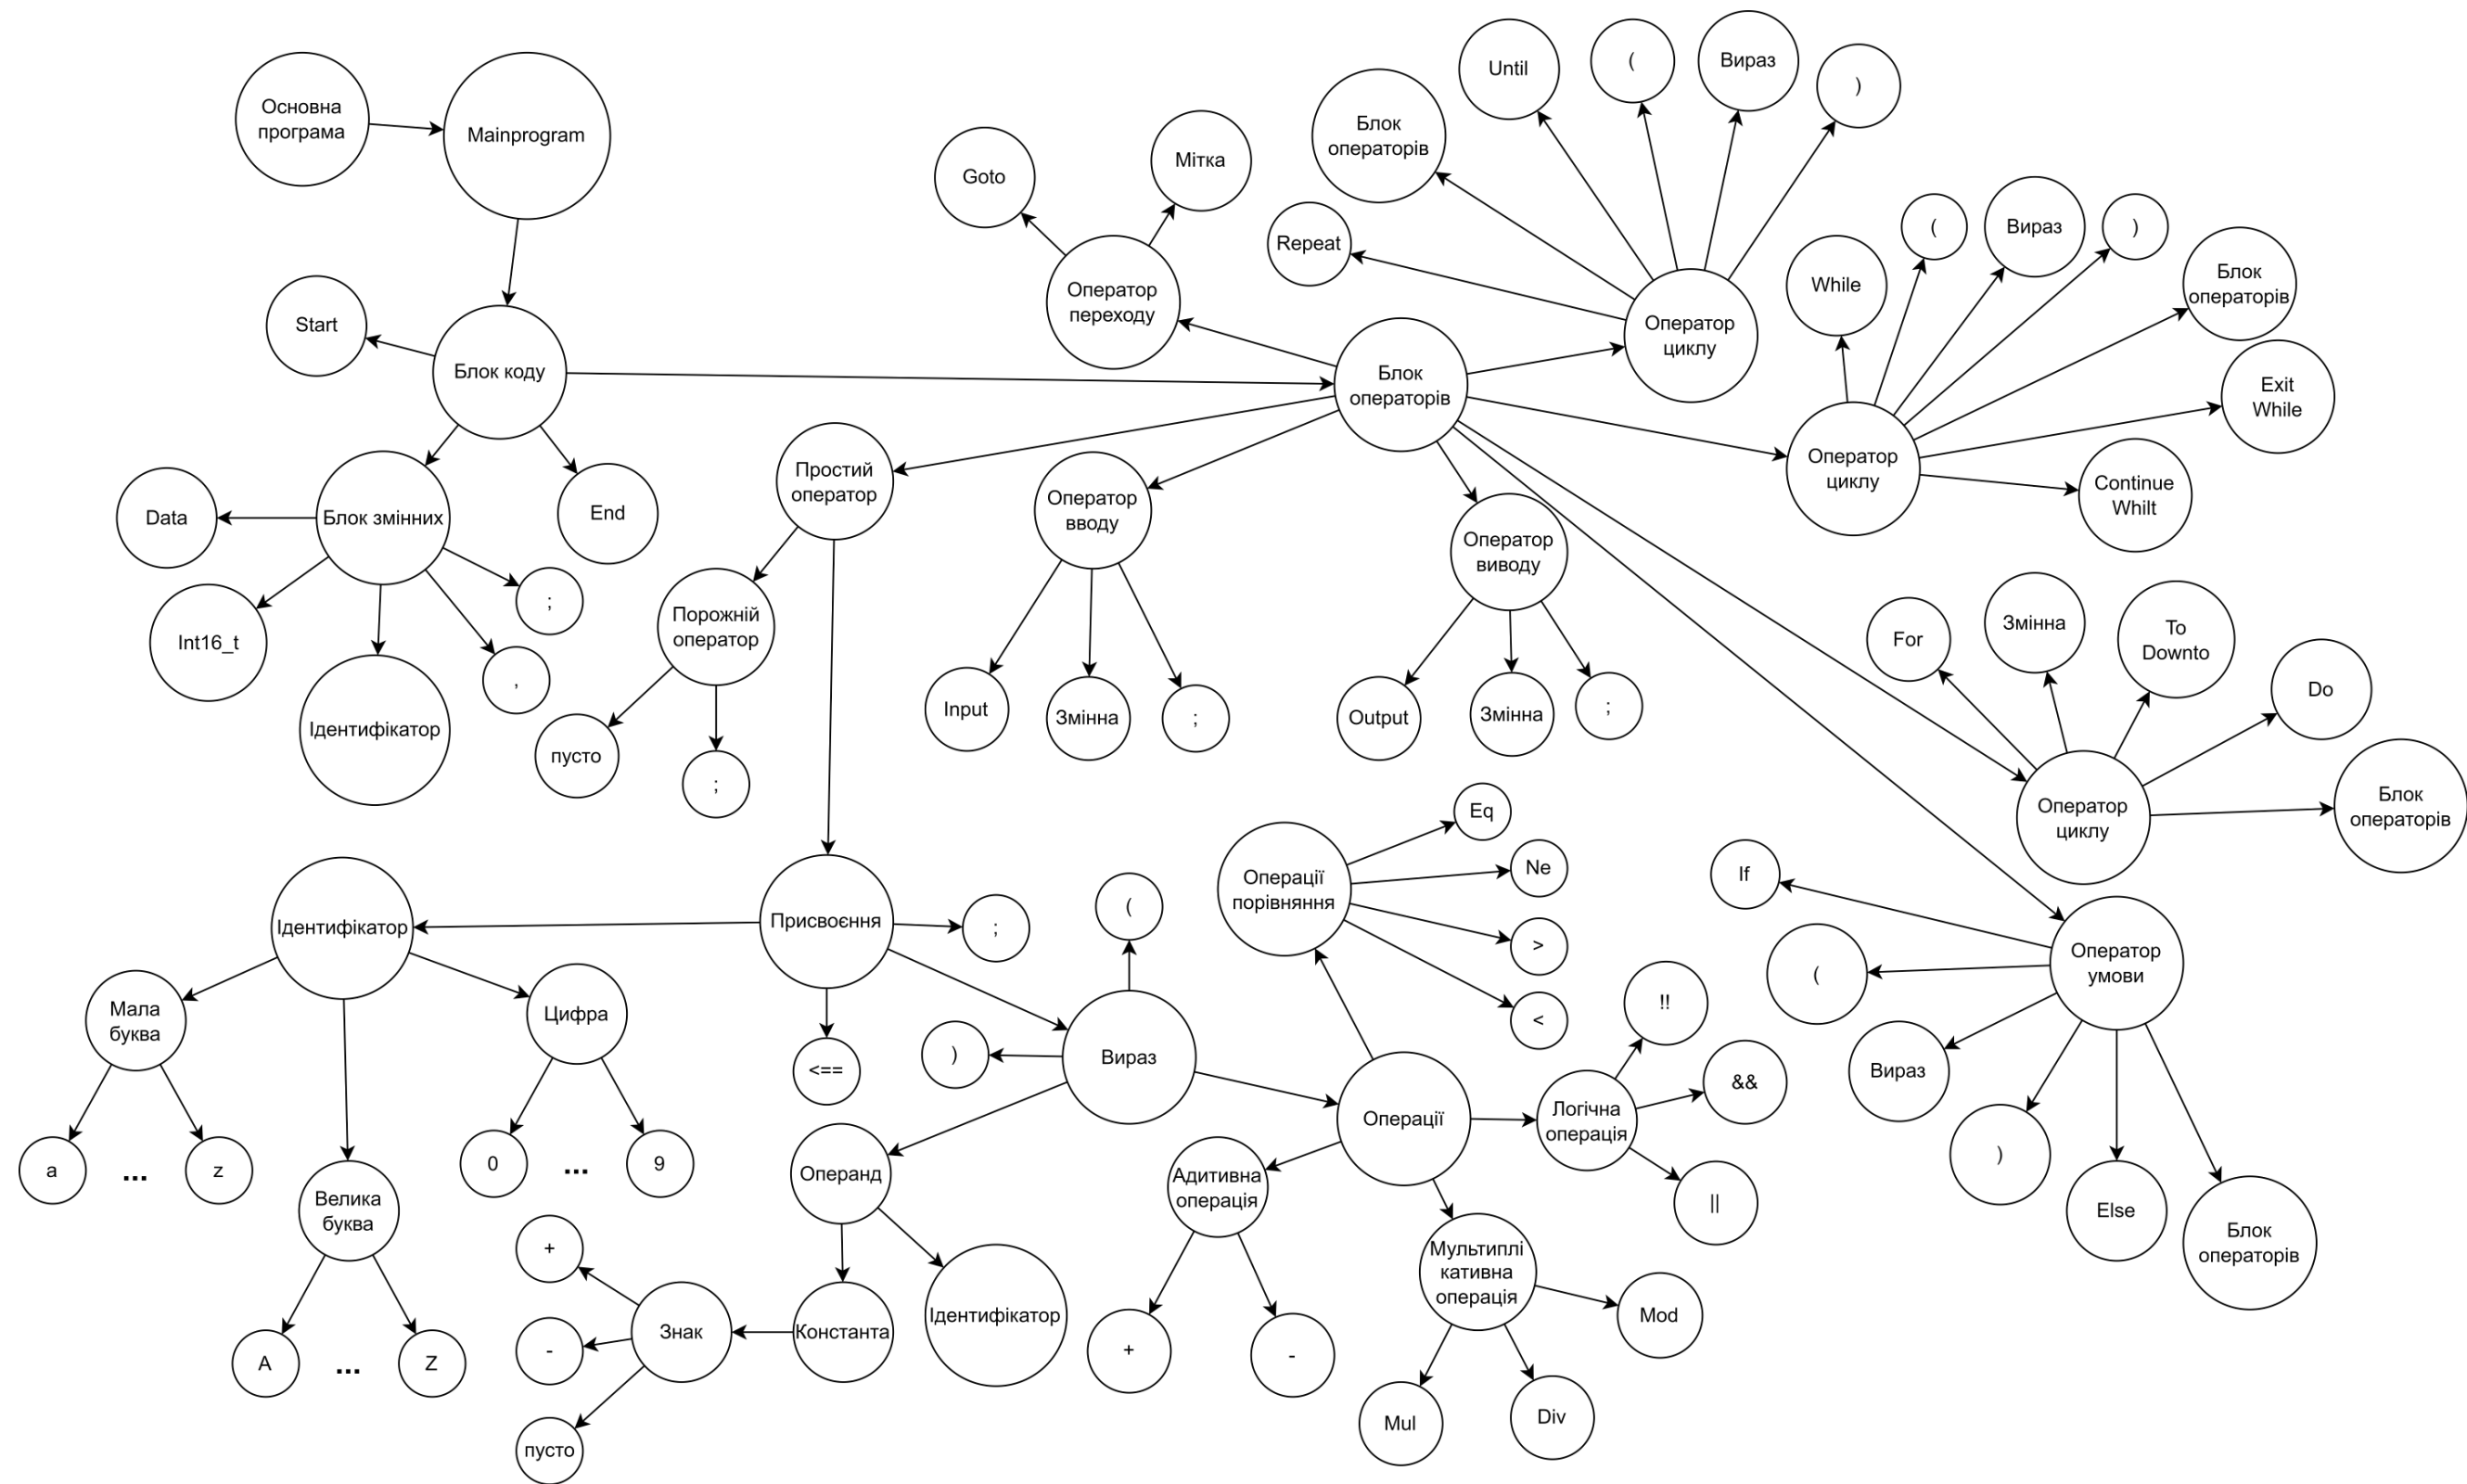 Основна
програма
Mainprogram
Start
Блок коду
Data
Блок змінних
End
Int16_t
Ідентифікатор
,
;
Goto
Мітка
Оператор
переходу
Блок
операторів
Repeat
Блок
операторів
Until
(
Вираз
)
Оператор
циклу
While
(
Вираз
)
Блок
операторів
Exit
While
Continue
Whilt
Оператор
циклу
Простий
оператор
Порожній
оператор
пусто
;
Оператор
вводу
Input
Змінна
;
Оператор
виводу
Output
Змінна
;
For
Змінна
To
Downto
Do
Блок
операторів
Оператор
циклу
If
(
Вираз
)
Else
Блок
операторів
Оператор
умови
Присвоєння
;
<==
Ідентифікатор
Мала
буква
a
...
z
Велика
буква
A
...
Z
Цифра
0
...
9
Вираз
(
)
Операнд
Ідентифікатор
Константа
Знак
+
-
пусто
Операції
Операції
порівняння
Eq
Ne
>
<
Логічна
операція
!!
&&
||
Адитивна
операція
+
-
Мультиплі
кативна
операція
Mul
Div
Mod